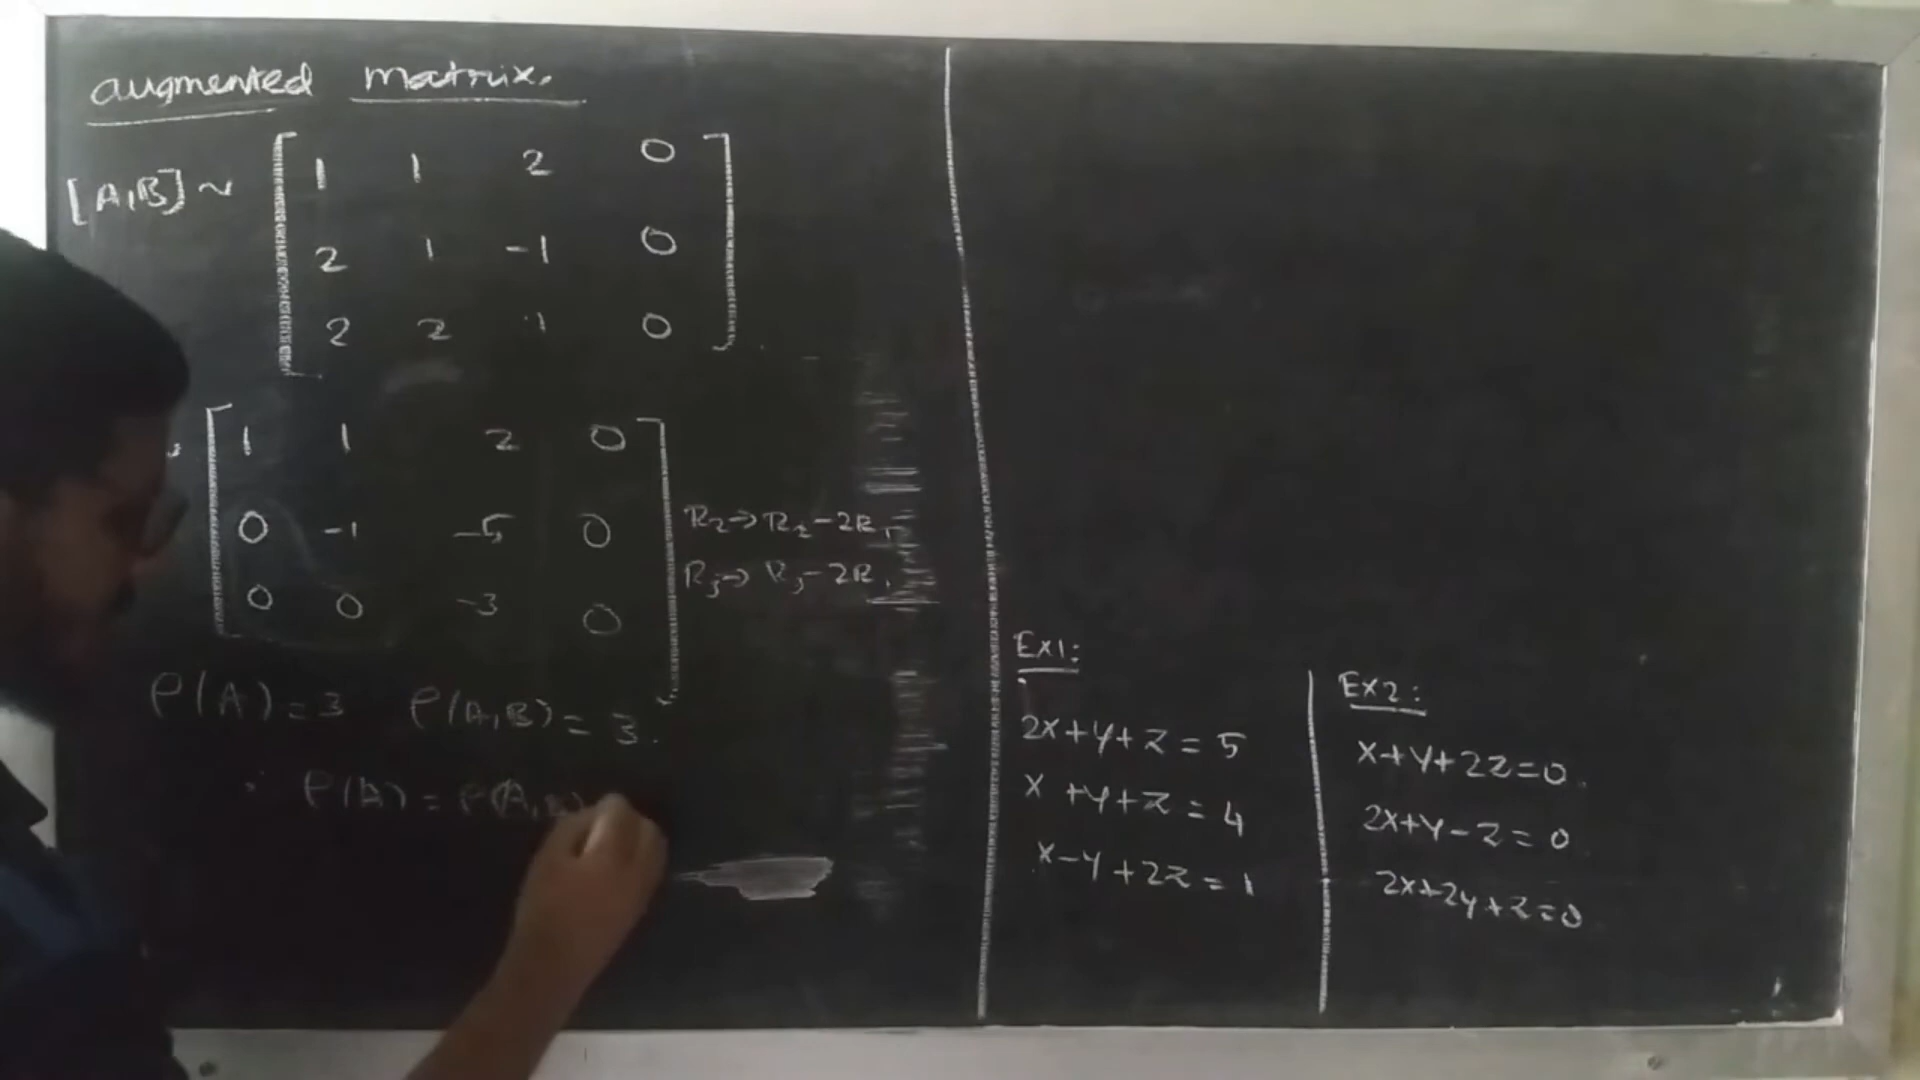 augmented matrix.
[A,B] ~ [ 1 1 2 0
2 1 -1 0
2 2 1 0 ]
[ 1 1 2 0
0 -1 -5 0
0 0 -3 0 ]
R₂→R₂-2R₁
R₃→R₃-2R₁
ρ(A)=3 ρ(A,B)=3.
∴ ρ(A)=ρ(A,B)
Ex1:
2x+y+z=5
x+y+z=4
x-y+2z=1
Ex2:
x+y+2z=0.
2x+y-z=0
2x+2y+z=0